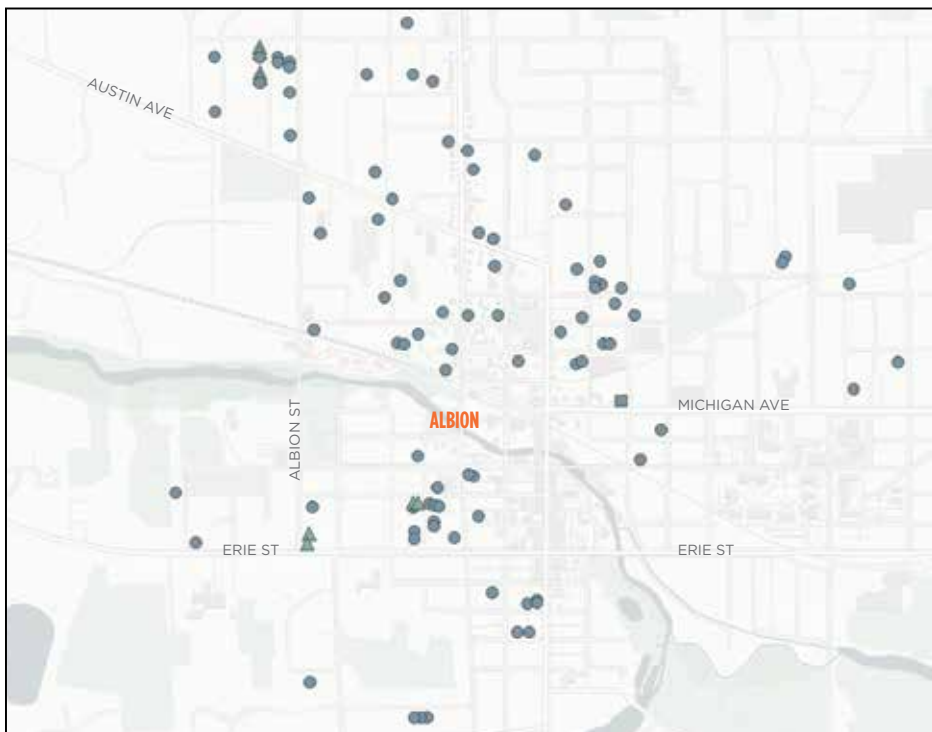 AUSTIN AVE
MICHIGAN AVE
ALBION
ALBION ST
ERIE ST
ERIE ST